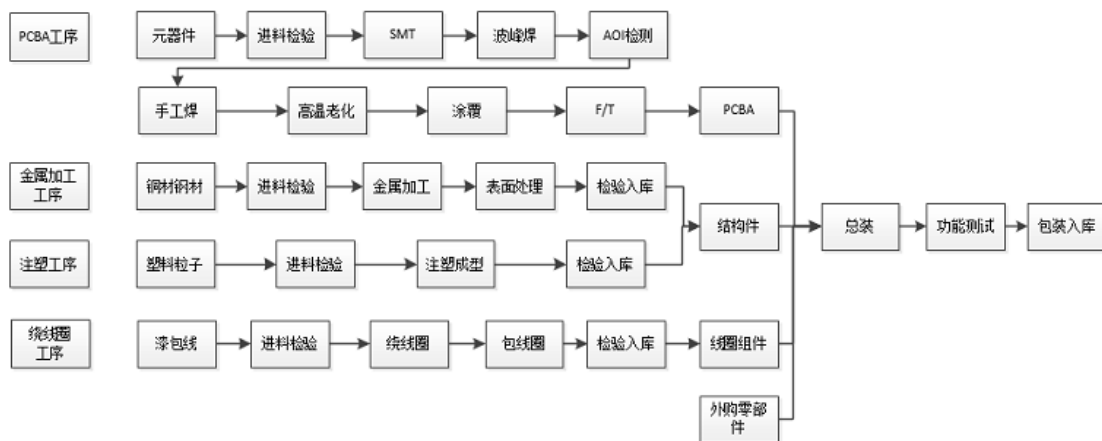 PCBA工序
元器件
进料检验
SMT
波峰焊
AOI检测
手工焊
高温老化
涂覆
F/T
PCBA
金属加工
工序
铜材钢材
进料检验
金属加工
表面处理
检验入库
结构件
总装
功能测试
包装入库
注塑工序
塑料粒子
进料检验
注塑成型
检验入库
绕线圈
工序
漆包线
进料检验
绕线圈
包线圈
检验入库
线圈组件
外购零部
件